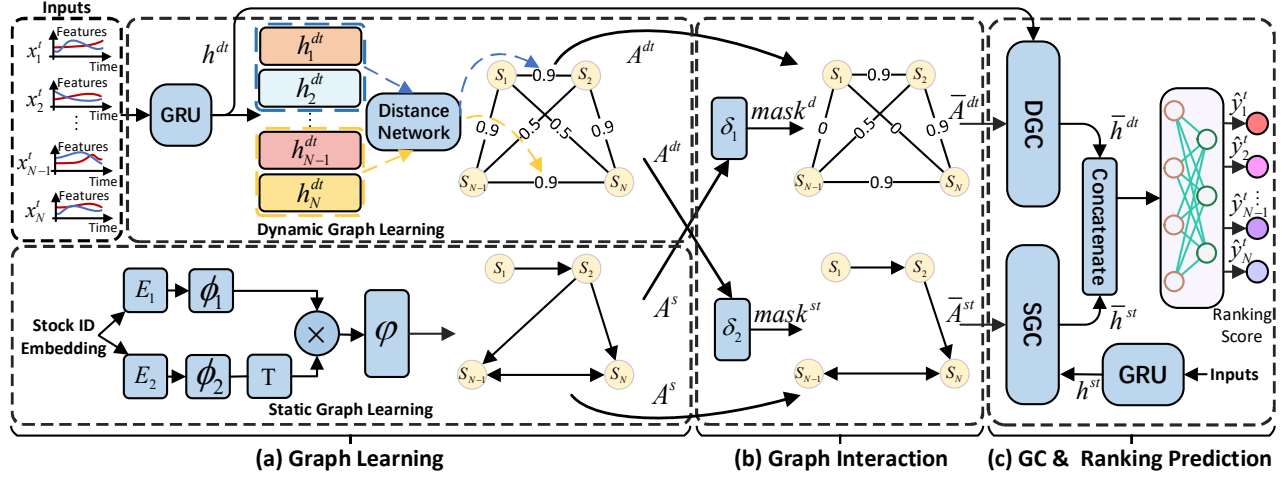 Inputs
x_1^t
Features
Time
x_2^t
Features
Time
⋮
x_{N-1}^t
Features
Time
x_N^t
Features
Time
GRU
h^{dt}
h_1^{dt}
h_2^{dt}
⋮
h_{N-1}^{dt}
h_N^{dt}
Distance
Network
S_1
0.9
S_2
0.9
0.5
0.5
0.9
S_{N-1}
0.9
S_N
Dynamic Graph Learning
A^{dt}
A^{dt}
Stock ID
Embedding
E_1
ϕ_1
E_2
ϕ_2
T
×
φ
S_1
S_2
S_{N-1}
S_N
Static Graph Learning
A^s
A^s
δ_1
mask^d
δ_2
mask^{st}
S_1
0.9
S_2
0
0.5
0
0.9
S_{N-1}
0.9
S_N
S_1
S_2
S_{N-1}
S_N
A̅^{dt}
A̅^{st}
DGC
SGC
h̅^{dt}
Concatenate
h̅^{st}
h^{st}
GRU
Inputs
ŷ_1^t
ŷ_2^t
⋮
ŷ_{N-1}^t
ŷ_N^t
Ranking
Score
(a) Graph Learning
(b) Graph Interaction
(c) GC & Ranking Prediction